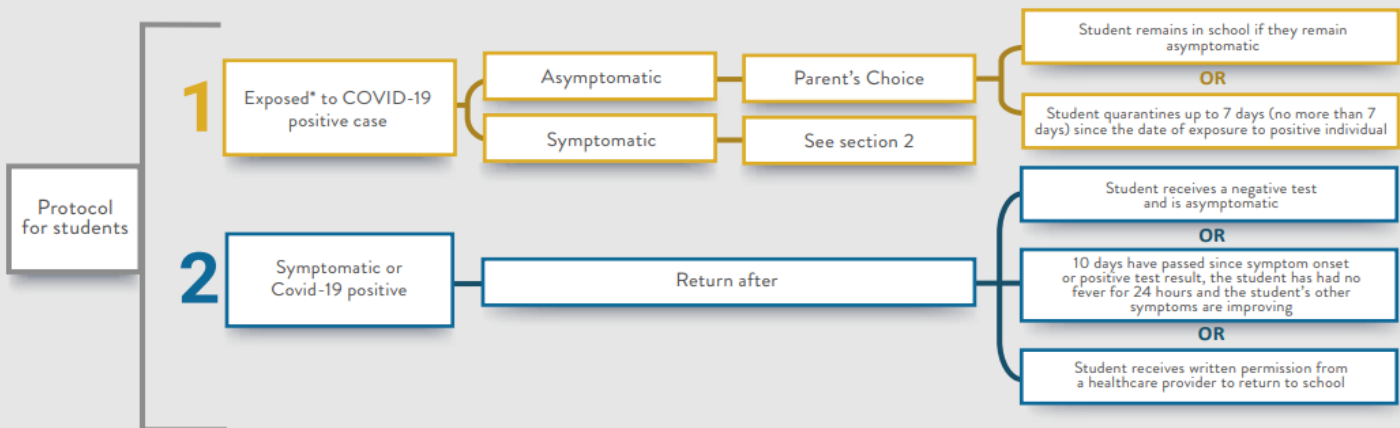 Protocol
for students
1
Exposed* to COVID-19
positive case
Asymptomatic
Parent's Choice
Student remains in school if they remain
asymptomatic
OR
Student quarantines up to 7 days (no more than 7
days) since the date of exposure to positive individual
Symptomatic
See section 2
2
Symptomatic or
Covid-19 positive
Return after
Student receives a negative test
and is asymptomatic
OR
10 days have passed since symptom onset
or positive test result, the student has had no
fever for 24 hours and the student's other
symptoms are improving
OR
Student receives written permission from
a healthcare provider to return to school